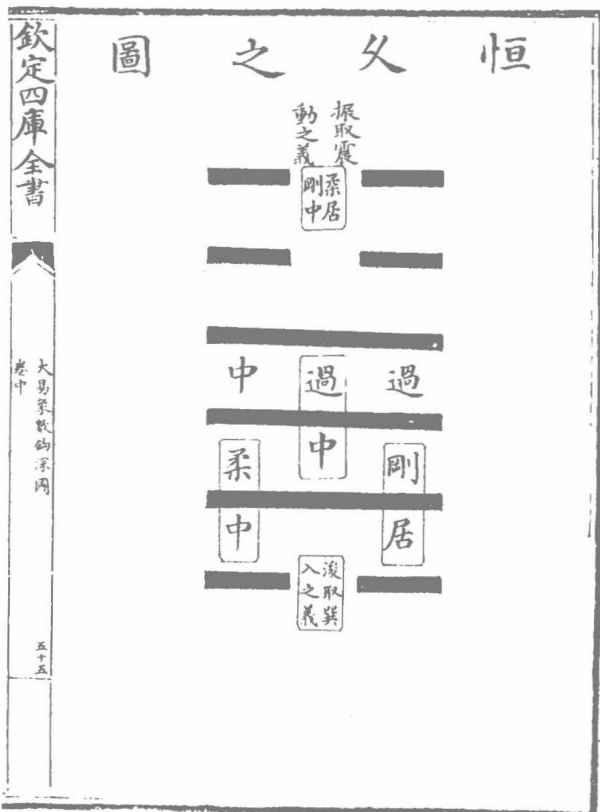 恒乆之圖
振取震
動之義
柔居
剛中
過
過
中
中
剛居
柔中
浚取巽
入之義
欽定四庫全書
大易象數鈎深圖
卷中
五十五